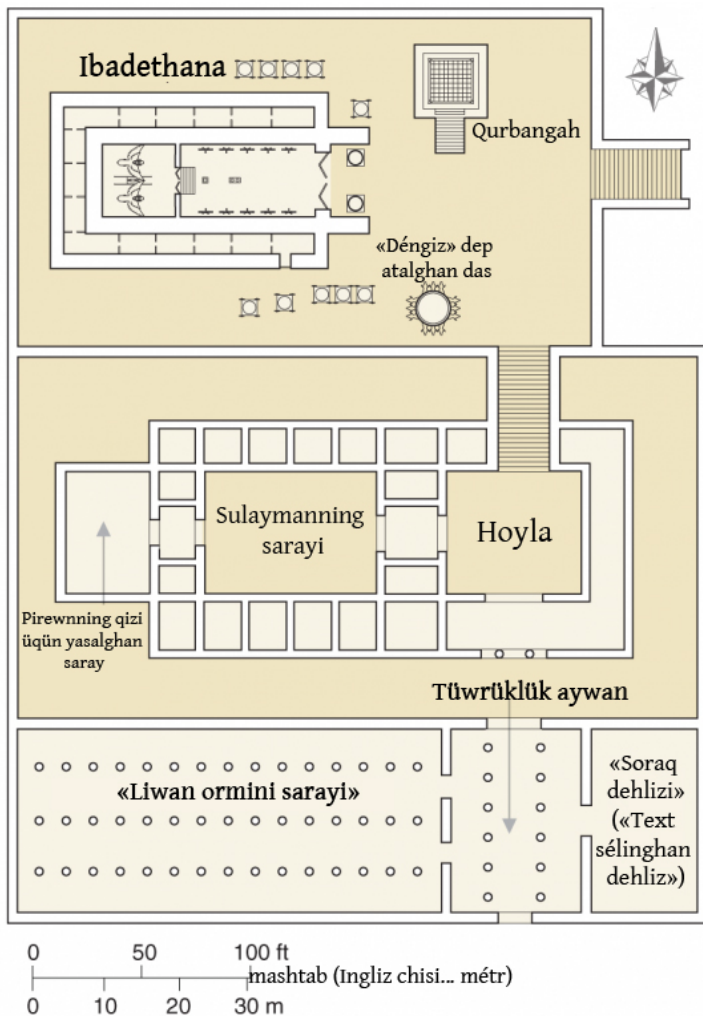 Ibadethana
Qurbangah
«Déngiz» dep
atalghan das
Sulaymanning
sarayi
Hoyla
Pirewnning qizi
üqün yasalghan
saray
Tüwrüklük aywan
«Liwan ormini sarayi»
«Soraq
dehlizi»
(«Text
sélinghan
dehliz»)
0 50 100 ft
mashtab (Ingliz chisi... métr)
0 10 20 30 m